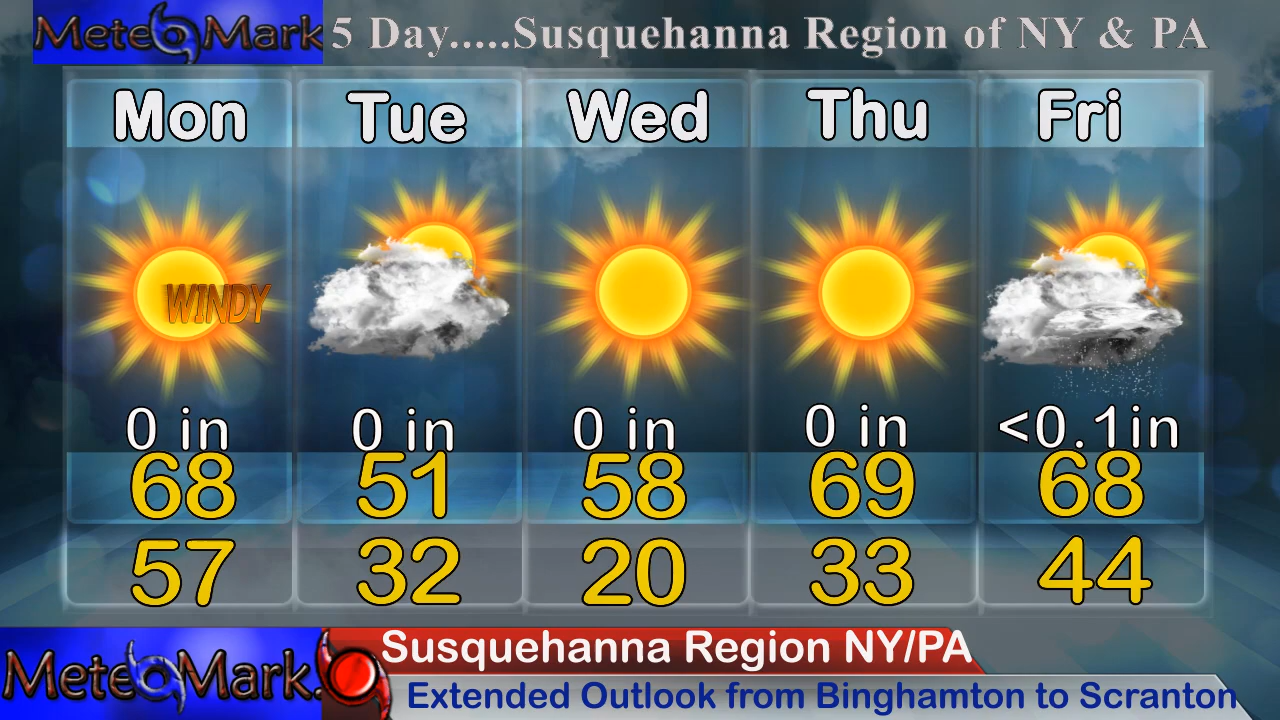 MeteoMark 5 Day.....Susquehanna Region of NY & PA
Mon Tue Wed Thu Fri
WINDY
0 in 0 in 0 in 0 in <0.1in
68 51 58 69 68
57 32 20 33 44
Susquehanna Region NY/PA
MeteoMark.
Extended Outlook from Binghamton to Scranton